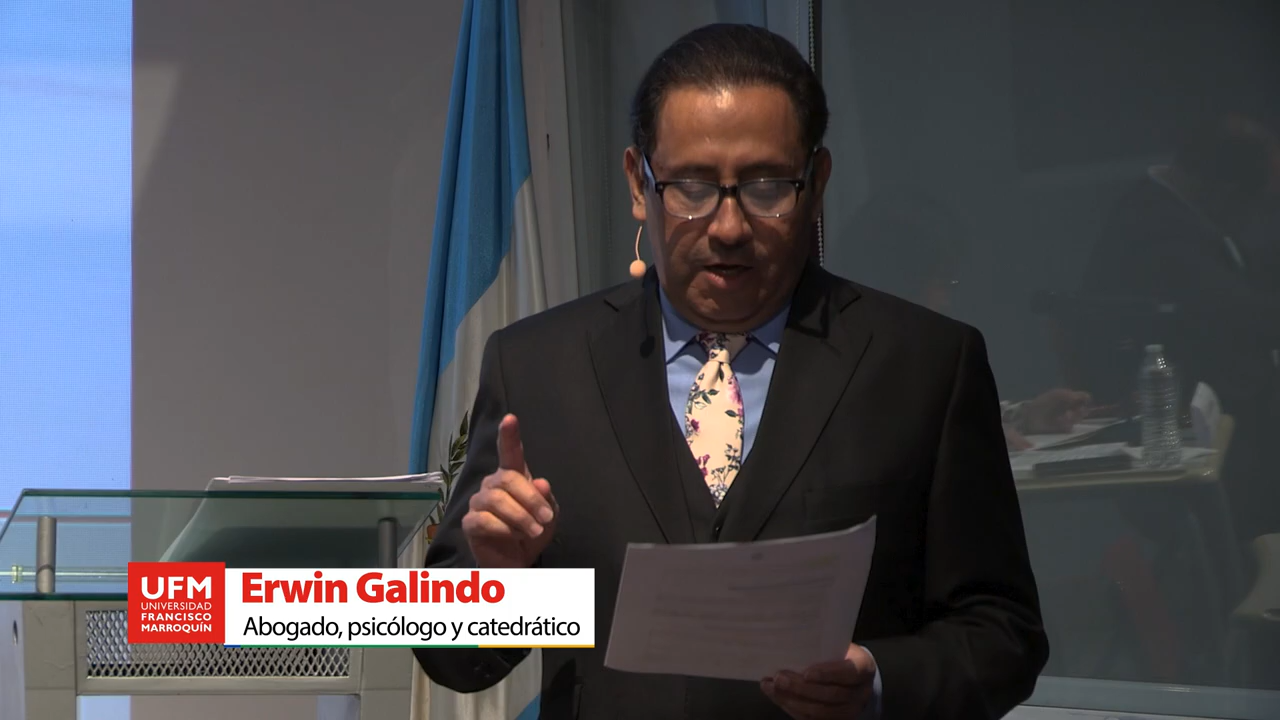 UFM
UNIVERSIDAD
FRANCISCO
MARROQUÍN
Erwin Galindo
Abogado, psicólogo y catedrático